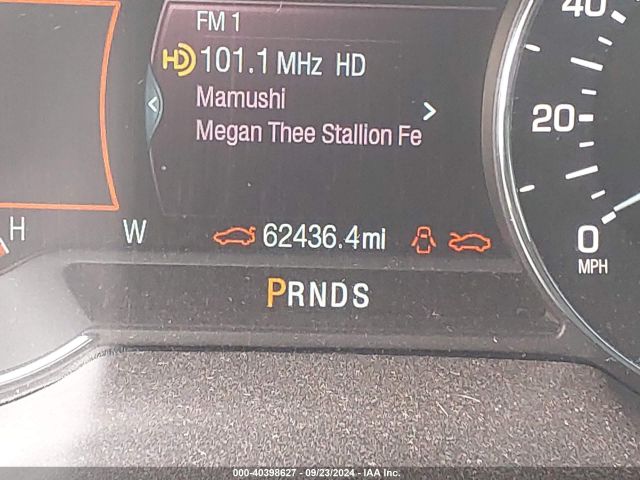 FM 1
HD 101.1 MHz HD
Mamushi
Megan Thee Stallion Fe
40
20
0
MPH
H
W
62436.4mi
PRNDS
000-40398627 - 09/23/2024 - IAA Inc.